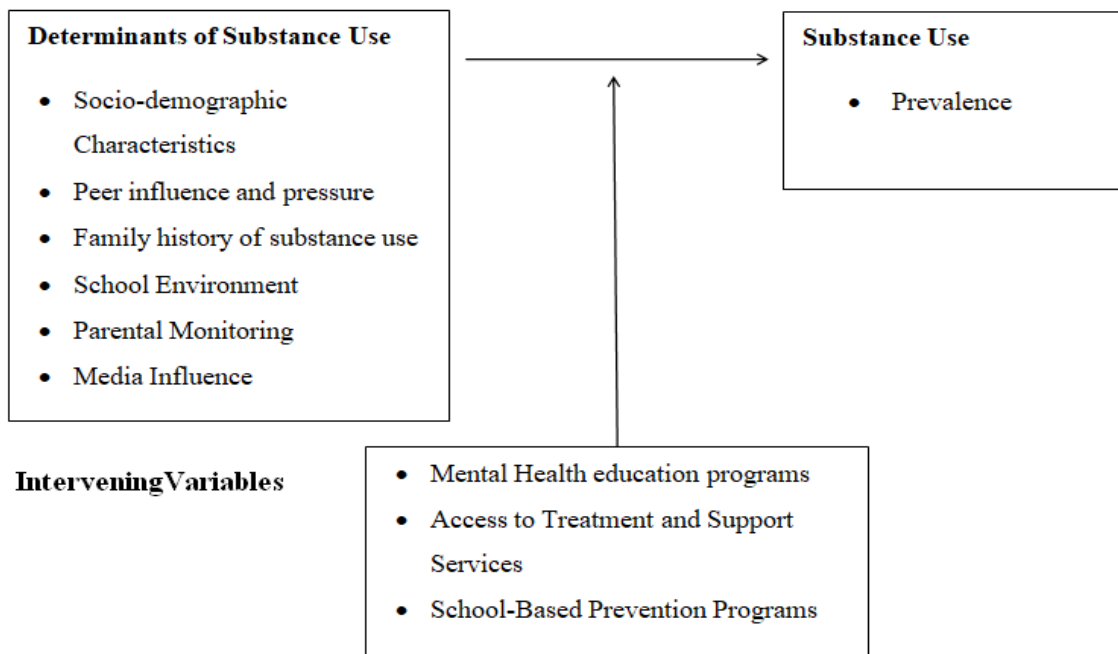 Determinants of Substance Use
• Socio-demographic
Characteristics
• Peer influence and pressure
• Family history of substance use
• School Environment
• Parental Monitoring
• Media Influence
Substance Use
• Prevalence
InterveningVariables
• Mental Health education programs
• Access to Treatment and Support
Services
• School-Based Prevention Programs